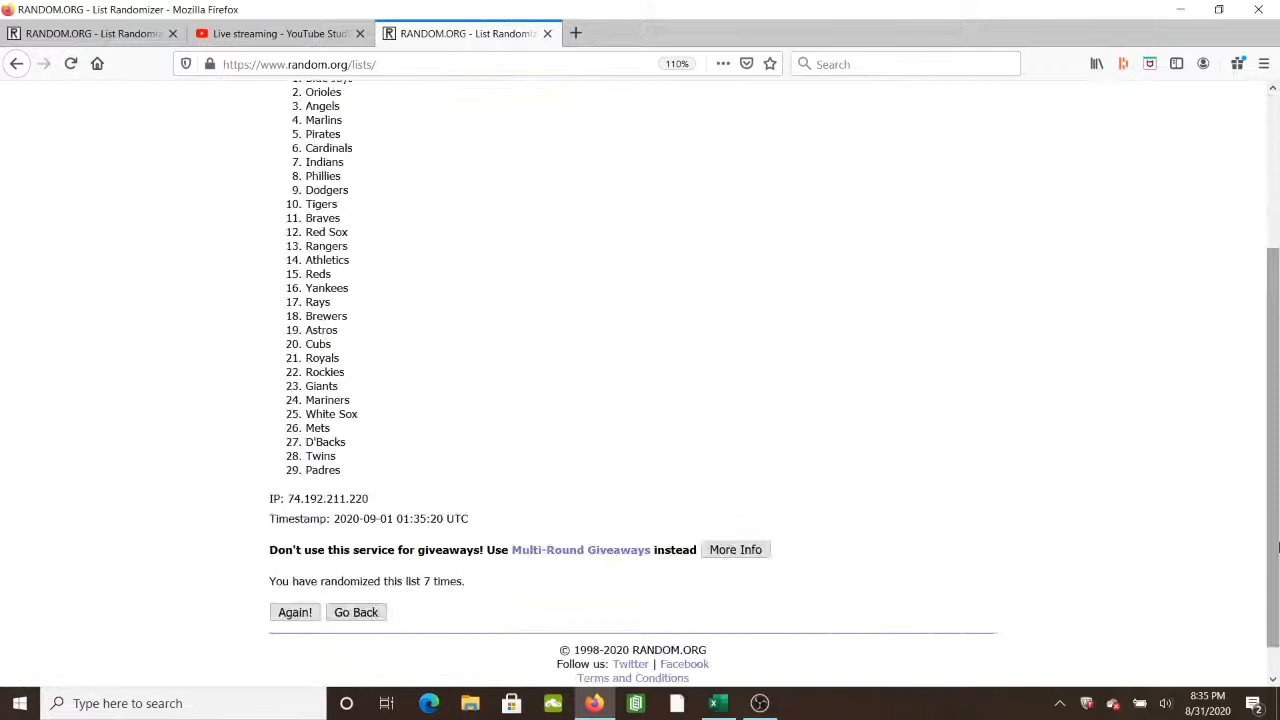 RANDOM.ORG - List Randomizer - Mozilla Firefox
RANDOM.ORG - List Randomiz
Live streaming - YouTube Stud
RANDOM.ORG - List Randomiz
https://www.random.org/lists/
110%
Search
1. Blue Jays
2. Orioles
3. Angels
4. Marlins
5. Pirates
6. Cardinals
7. Indians
8. Phillies
9. Dodgers
10. Tigers
11. Braves
12. Red Sox
13. Rangers
14. Athletics
15. Reds
16. Yankees
17. Rays
18. Brewers
19. Astros
20. Cubs
21. Royals
22. Rockies
23. Giants
24. Mariners
25. White Sox
26. Mets
27. D'Backs
28. Twins
29. Padres
IP: 74.192.211.220
Timestamp: 2020-09-01 01:35:20 UTC
Don't use this service for giveaways! Use Multi-Round Giveaways instead More Info
You have randomized this list 7 times.
Again! Go Back
© 1998-2020 RANDOM.ORG
Follow us: Twitter | Facebook
Terms and Conditions
Type here to search
8:35 PM
8/31/2020
2